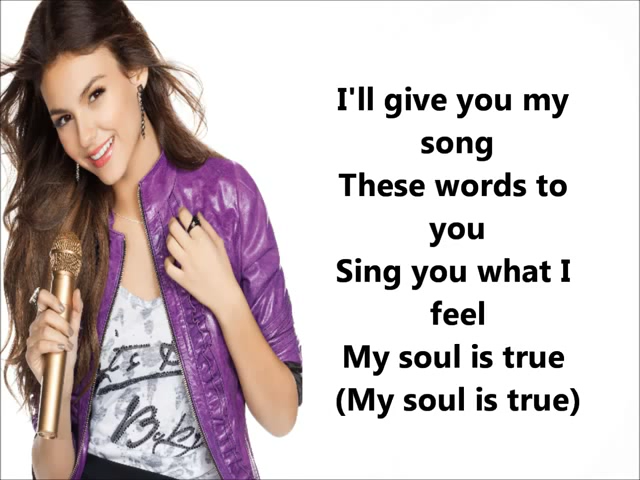 I'll give you my
song
These words to
you
Sing you what I
feel
My soul is true
(My soul is true)
Baby